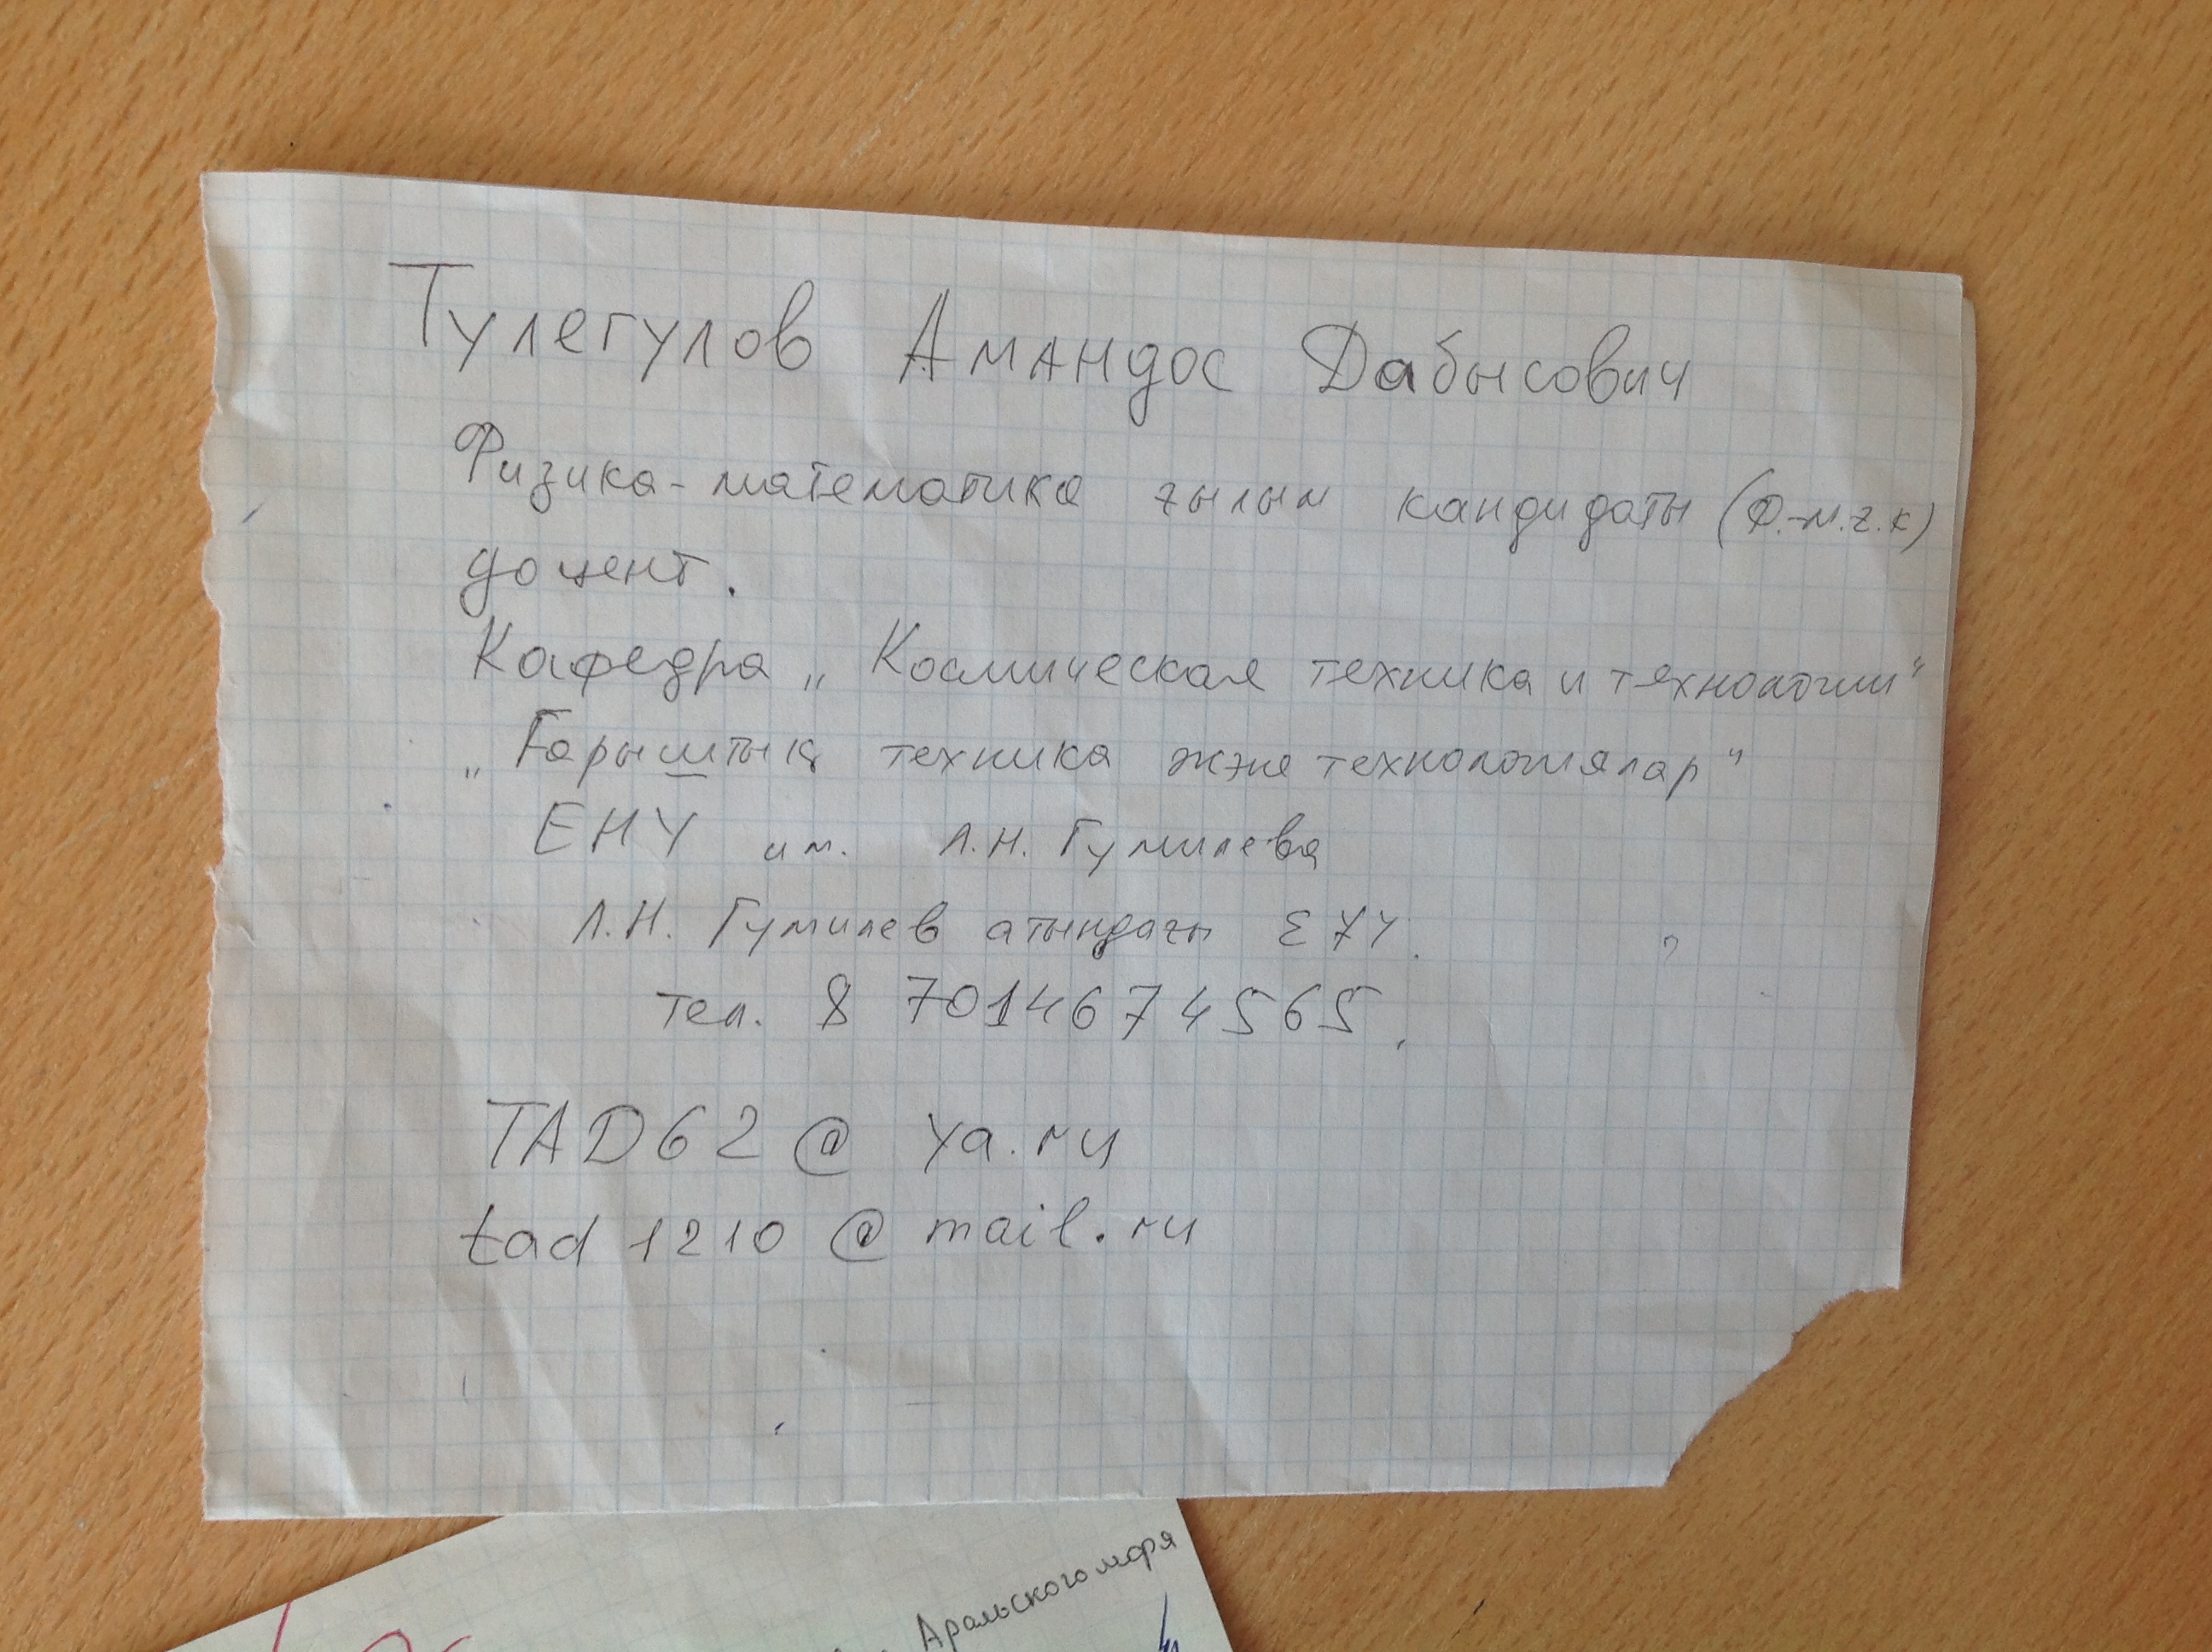 Тулегулов Амандос Дабысович
Физика-математика ғылым кандидаты (Ф.-м.ғ.к)
доцент.
Кафедра „Космическая техника и технологии“
„Ғарыштық техника және технологиялар“
ЕНУ им. Л.Н. Гумилева
Л.Н. Гумилев атындағы ЕҰУ.
тел. 8 7014674565,
TAD62@ ya.ru
tad 1210 @ mail.ru
Аральского моря